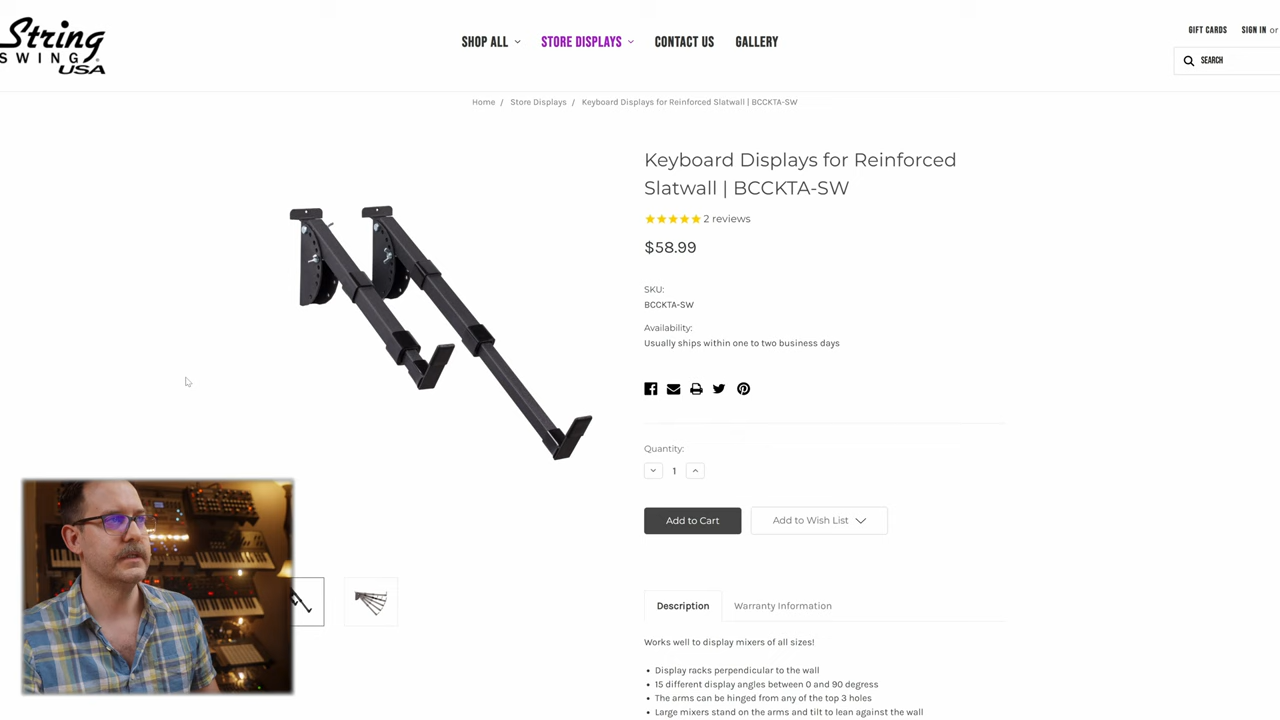 String
SWING
USA
SHOP ALL
STORE DISPLAYS
CONTACT US
GALLERY
GIFT CARDS
SIGN IN or
SEARCH
Home / Store Displays / Keyboard Displays for Reinforced Slatwall | BCCKTA-SW
Keyboard Displays for Reinforced
Slatwall | BCCKTA-SW
2 reviews
$58.99
SKU:
BCCKTA-SW
Availability:
Usually ships within one to two business days
Quantity:
1
Add to Cart
Add to Wish List
Description
Warranty Information
Works well to display mixers of all sizes!
• Display racks perpendicular to the wall
• 15 different display angles between 0 and 90 degress
• The arms can be hinged from any of the top 3 holes
• Large mixers stand on the arms and tilt to lean against the wall